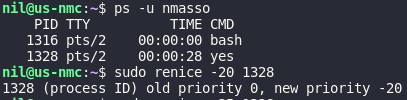 nil@us-nmc:~$ ps -u nmasso
    PID TTY          TIME CMD
   1316 pts/2    00:00:00 bash
   1328 pts/2    00:00:28 yes
nil@us-nmc:~$ sudo renice -20 1328
1328 (process ID) old priority 0, new priority -20